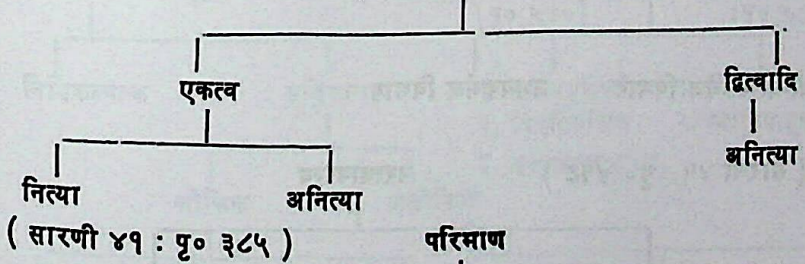 एकत्व द्वित्वादि
अनित्या
नित्या अनित्या
( सारणी ४१ : पृ० ३८५ ) परिमाण